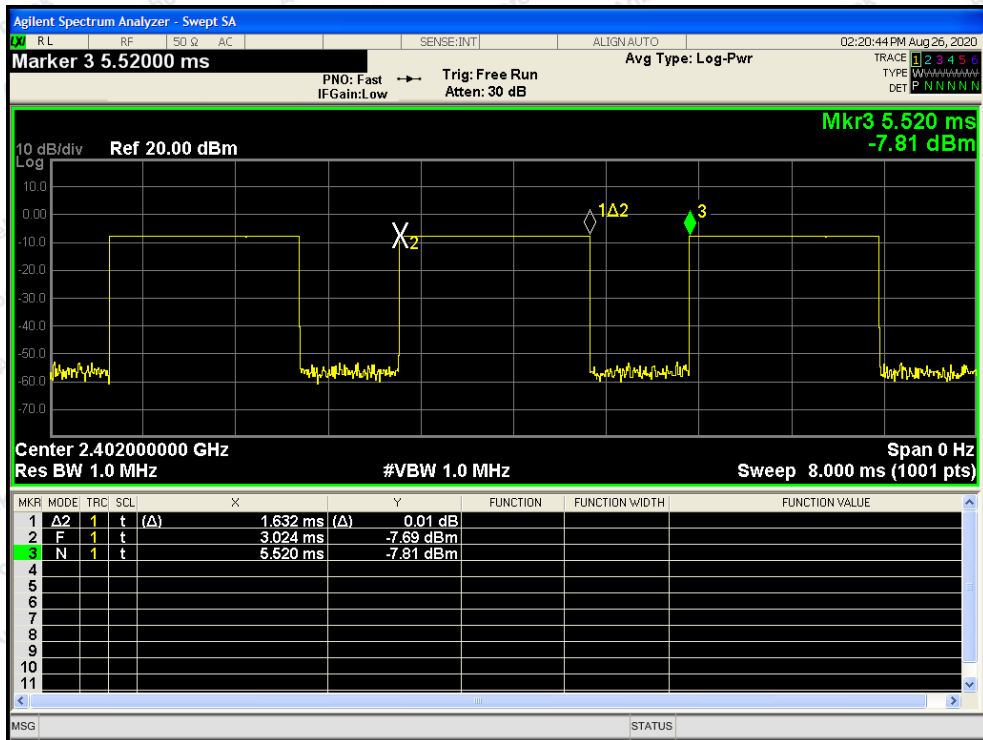 Agilent Spectrum Analyzer - Swept SA
LXI RL RF 50 Ω AC SENSE:INT ALIGN AUTO 02:20:44 PM Aug 26, 2020
Marker 3 5.52000 ms
PNO: Fast
IFGain:Low
Trig: Free Run
Atten: 30 dB
Avg Type: Log-Pwr
TRACE 1 2 3 4 5 6
TYPE W
DET P N N N N N
Mkr3 5.520 ms
-7.81 dBm
10 dB/div Ref 20.00 dBm
Log
10.0
0.00
-10.0
-20.0
-30.0
-40.0
-50.0
-60.0
-70.0
2
1Δ2
3
Center 2.402000000 GHz Span 0 Hz
Res BW 1.0 MHz #VBW 1.0 MHz Sweep 8.000 ms (1001 pts)
MKR MODE TRC SCL X Y FUNCTION FUNCTION WIDTH FUNCTION VALUE
1 Δ2 1 t (Δ) 1.632 ms (Δ) 0.01 dB
2 F 1 t 3.024 ms -7.69 dBm
3 N 1 t 5.520 ms -7.81 dBm
4
5
6
7
8
9
10
11
MSG STATUS